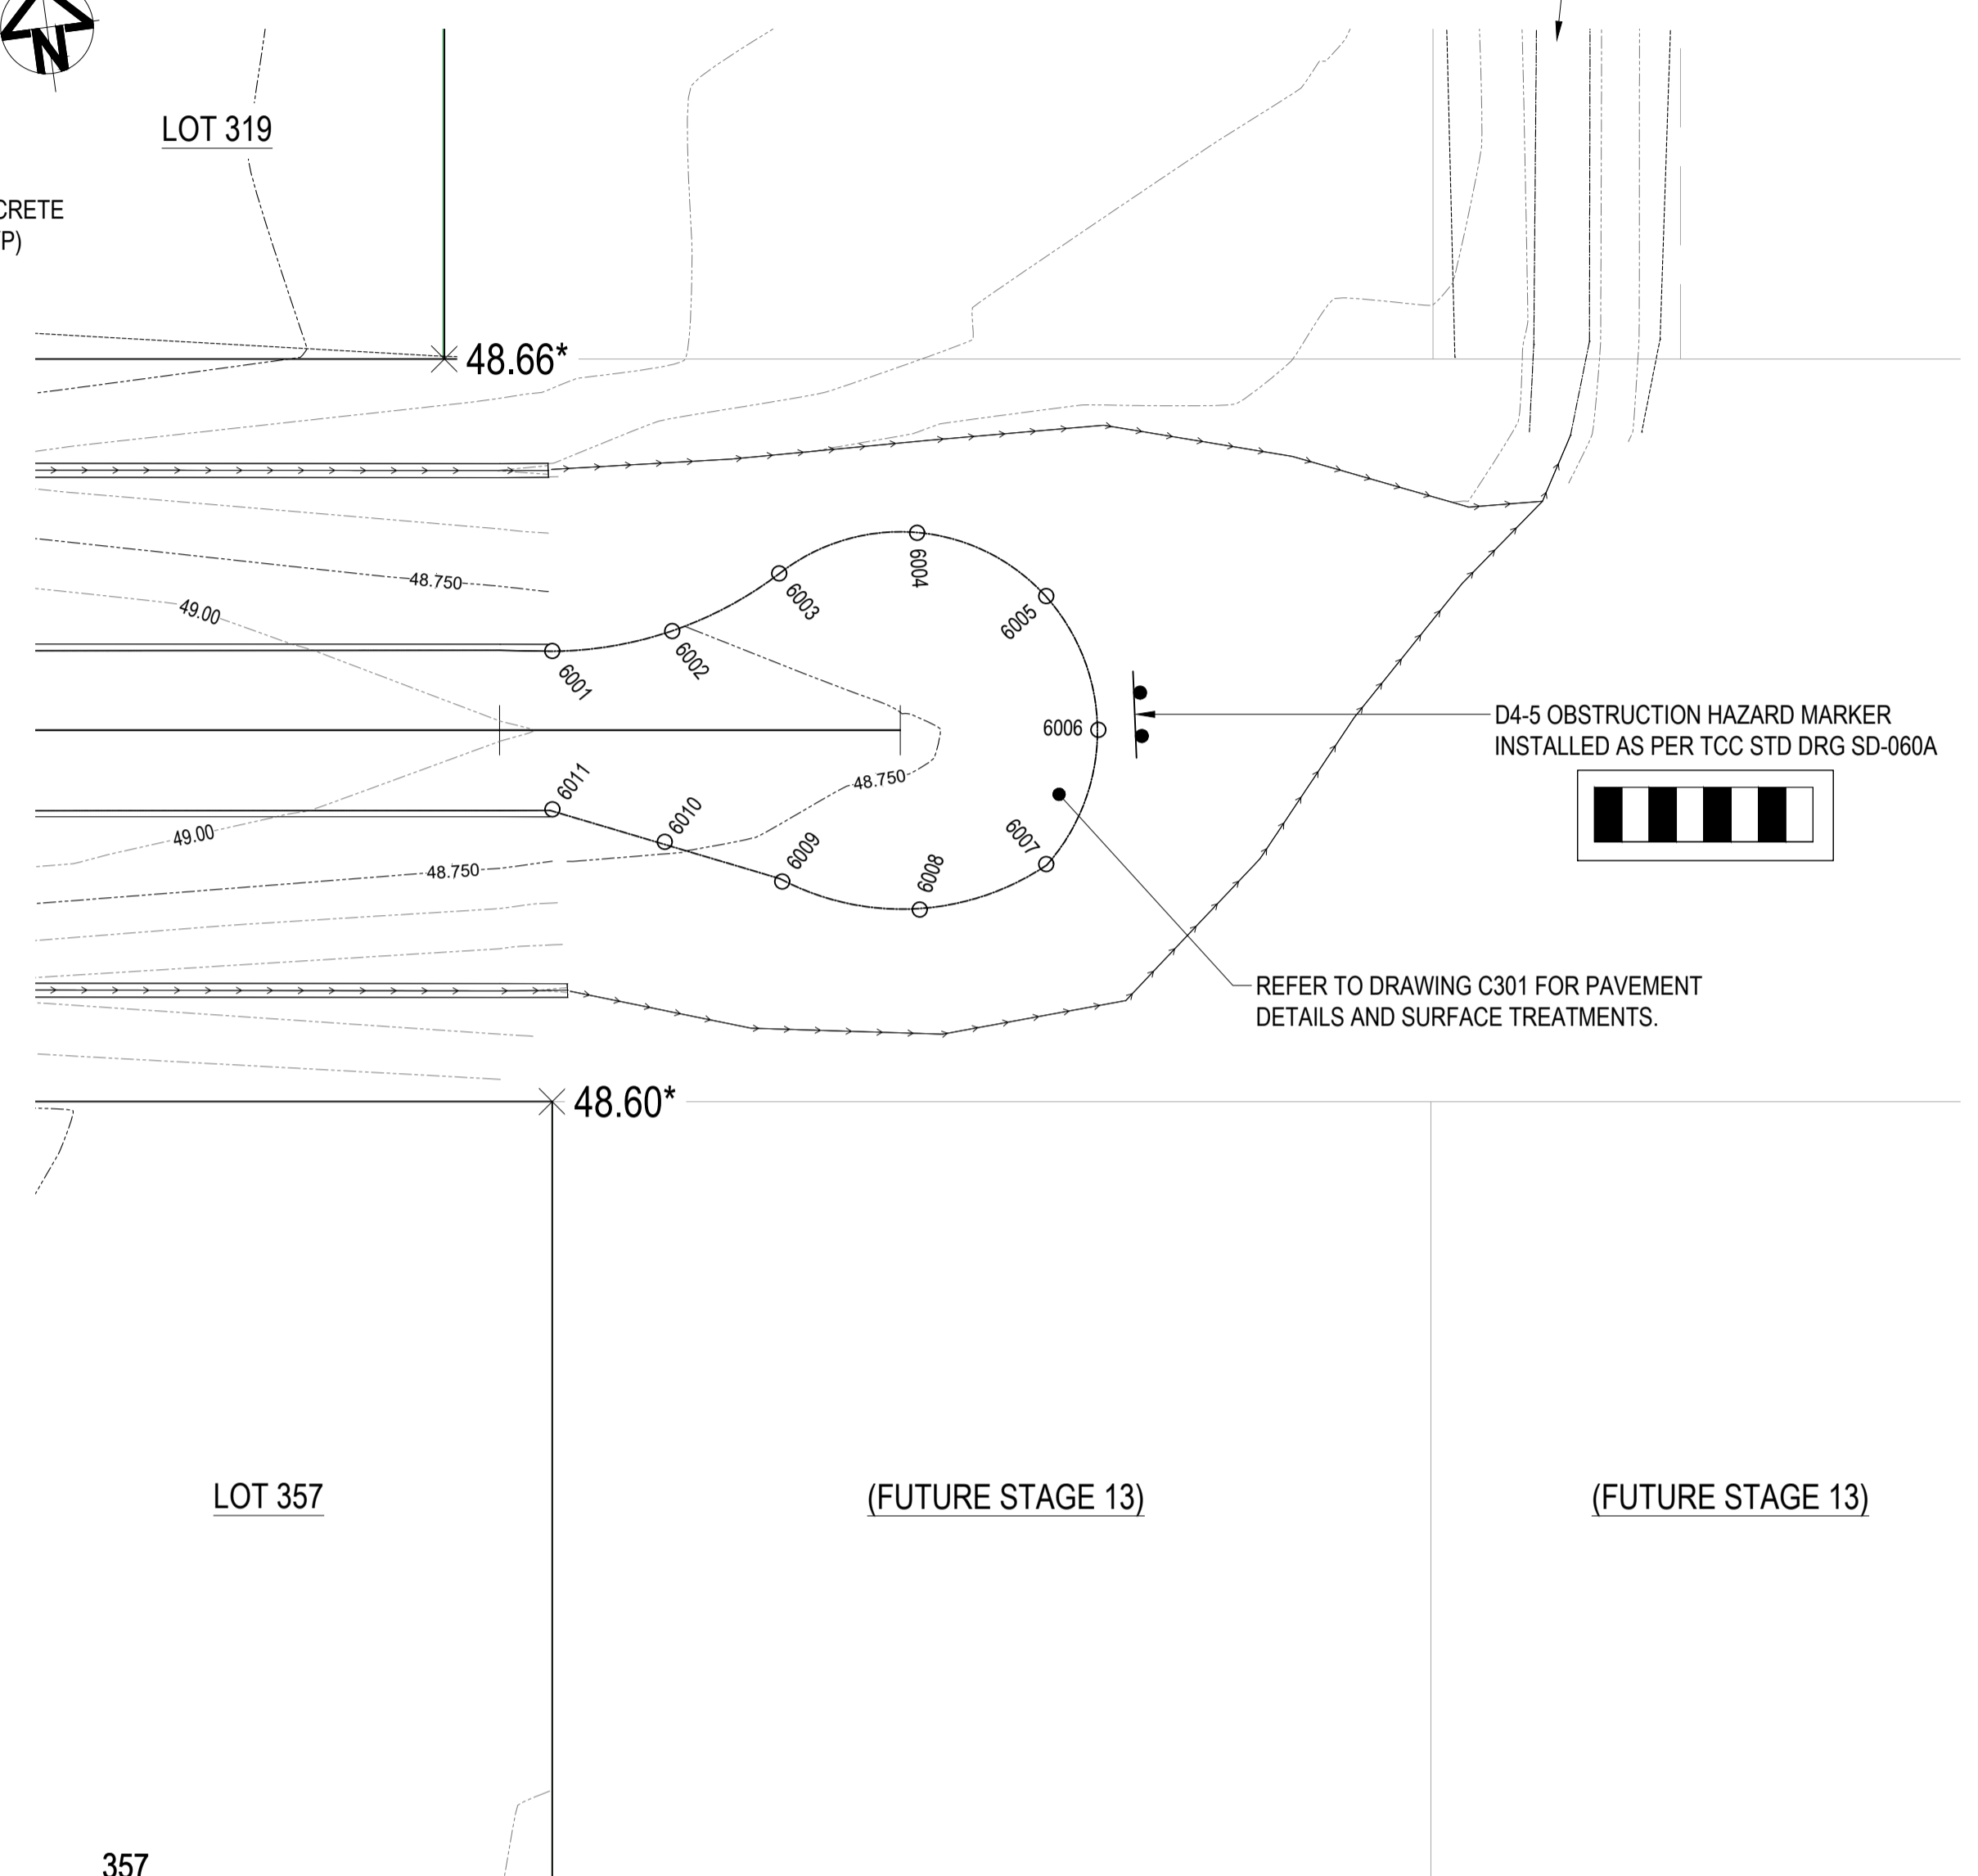 N
LOT 319
CRETE
P)
48.66*
48.750
49.00
6001
6002
6003
6004
6005
6006
6007
6008
6009
6010
6011
48.750
49.00
48.750
D4-5 OBSTRUCTION HAZARD MARKER
INSTALLED AS PER TCC STD DRG SD-060A
REFER TO DRAWING C301 FOR PAVEMENT
DETAILS AND SURFACE TREATMENTS.
48.60*
LOT 357
(FUTURE STAGE 13)
(FUTURE STAGE 13)
357